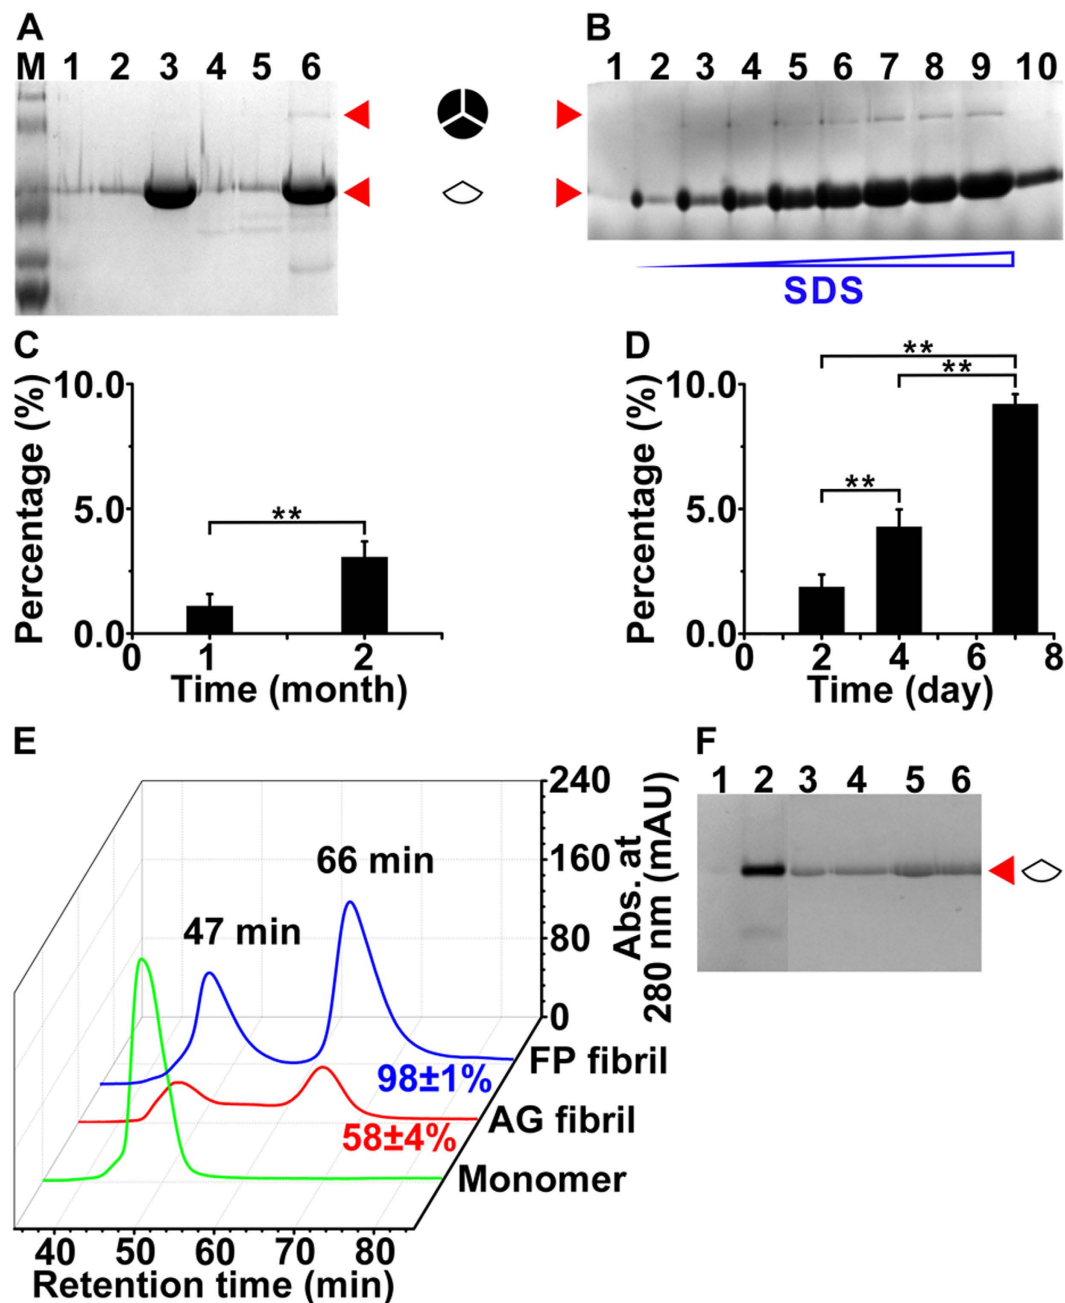 A
M 1 2 3 4 5 6
B
1 2 3 4 5 6 7 8 9 10
SDS
C
Percentage (%)
10.0
5.0
0.0
**
0 1 2
Time (month)
D
Percentage (%)
10.0
5.0
0.0
**
**
**
0 2 4 6 8
Time (day)
E
240
160
80
0
Abs. at
280 nm (mAU)
66 min
47 min
FP fibril
98±1%
AG fibril
58±4%
Monomer
40 50 60 70 80
Retention time (min)
F
1 2 3 4 5 6